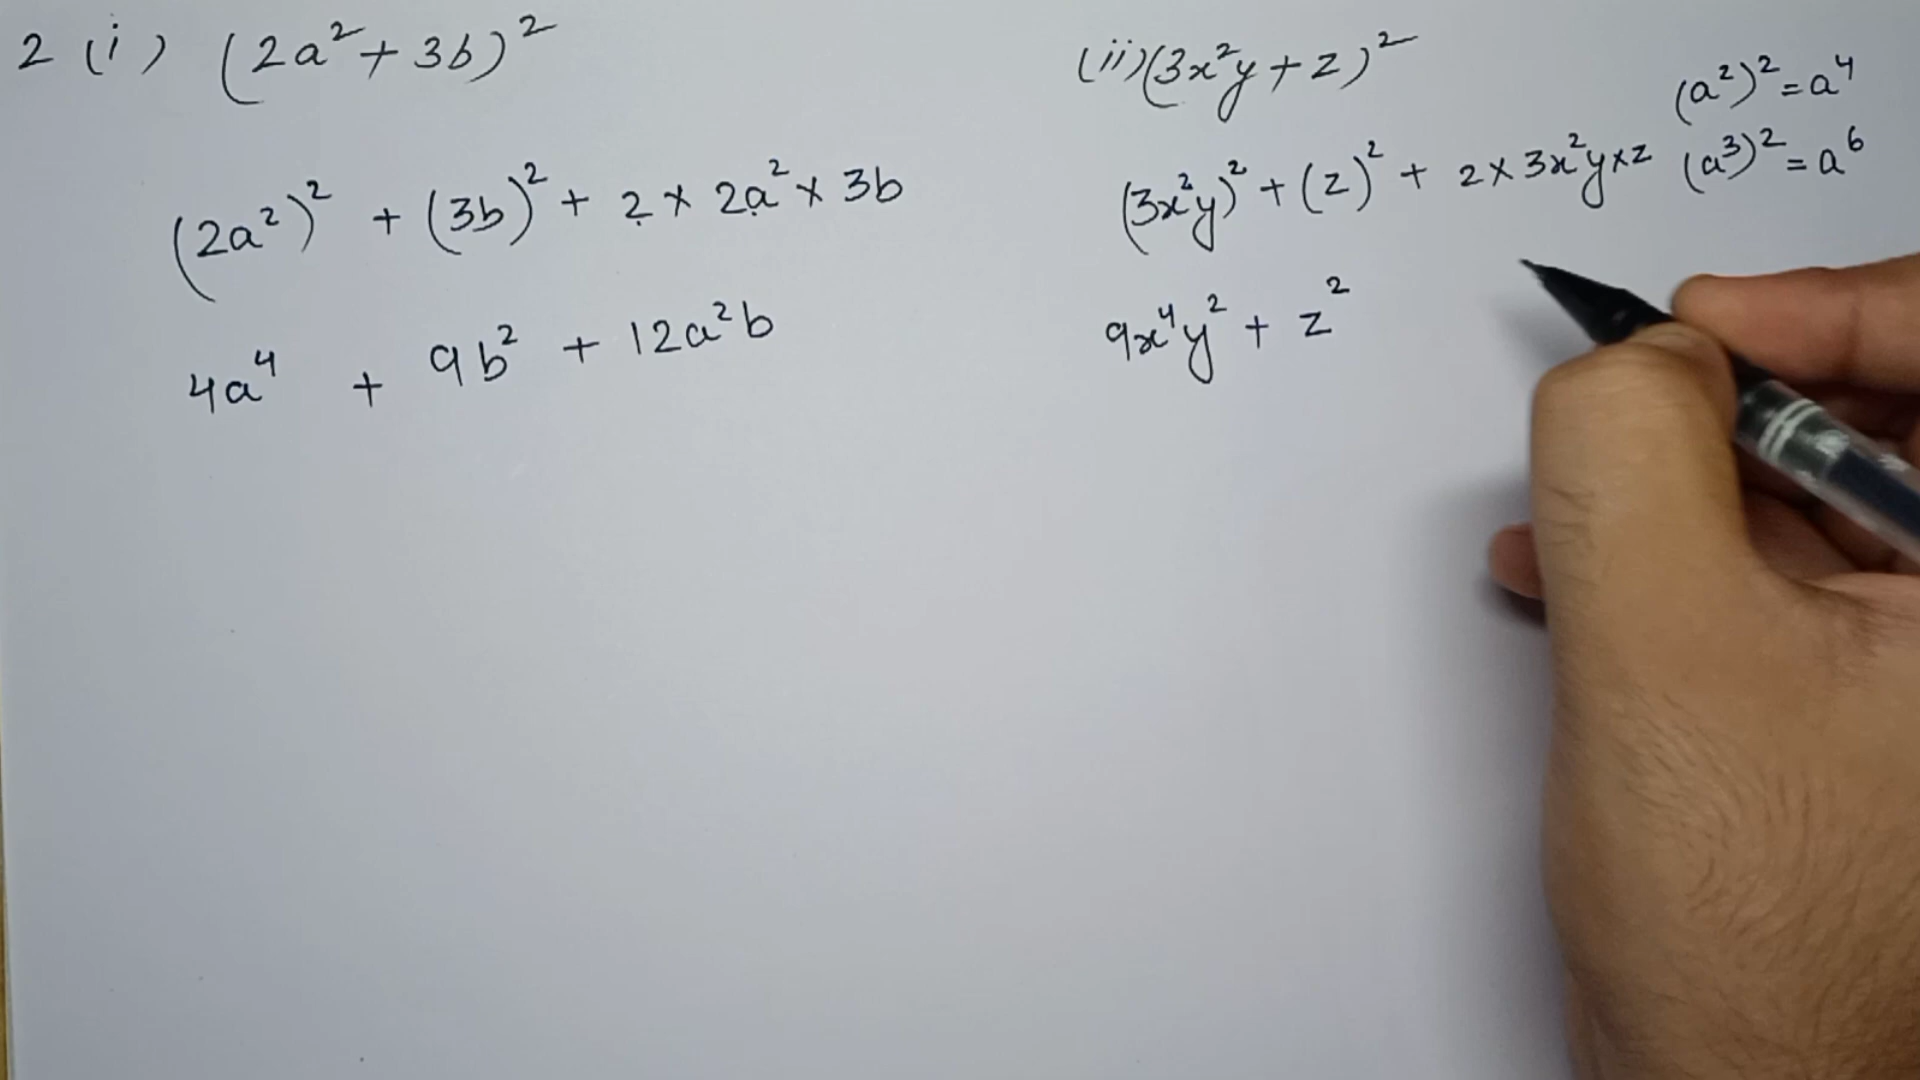 2 (i) (2a² + 3b)²
(2a²)² + (3b)² + 2 × 2a² × 3b
4a⁴ + 9b² + 12a²b
(ii) (3x²y + z)²
(3x²y)² + (z)² + 2 × 3x²y × z
9x⁴y² + z²
(a²)² = a⁴
(a³)² = a⁶